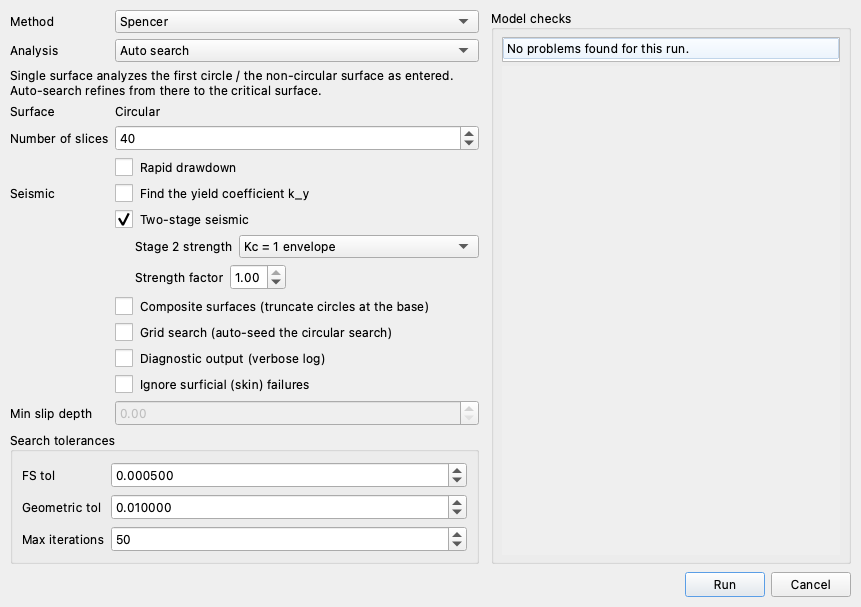 Method Spencer
Analysis Auto search
Single surface analyzes the first circle / the non-circular surface as entered.
Auto-search refines from there to the critical surface.
Surface Circular
Number of slices 40
Rapid drawdown
Seismic Find the yield coefficient k_y
Two-stage seismic
Stage 2 strength Kc = 1 envelope
Strength factor 1.00
Composite surfaces (truncate circles at the base)
Grid search (auto-seed the circular search)
Diagnostic output (verbose log)
Ignore surficial (skin) failures
Min slip depth 0.00
Search tolerances
FS tol 0.000500
Geometric tol 0.010000
Max iterations 50
Model checks
No problems found for this run.
Run Cancel